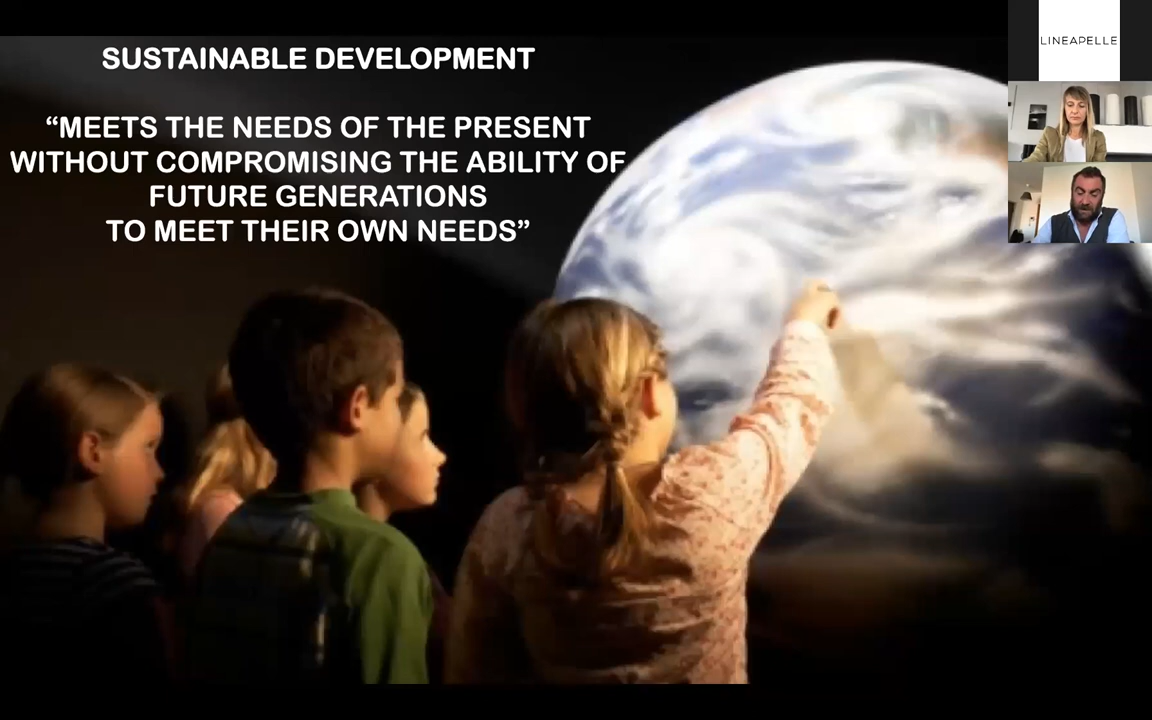 SUSTAINABLE DEVELOPMENT
“MEETS THE NEEDS OF THE PRESENT
WITHOUT COMPROMISING THE ABILITY OF
FUTURE GENERATIONS
TO MEET THEIR OWN NEEDS”
LINEAPELLE